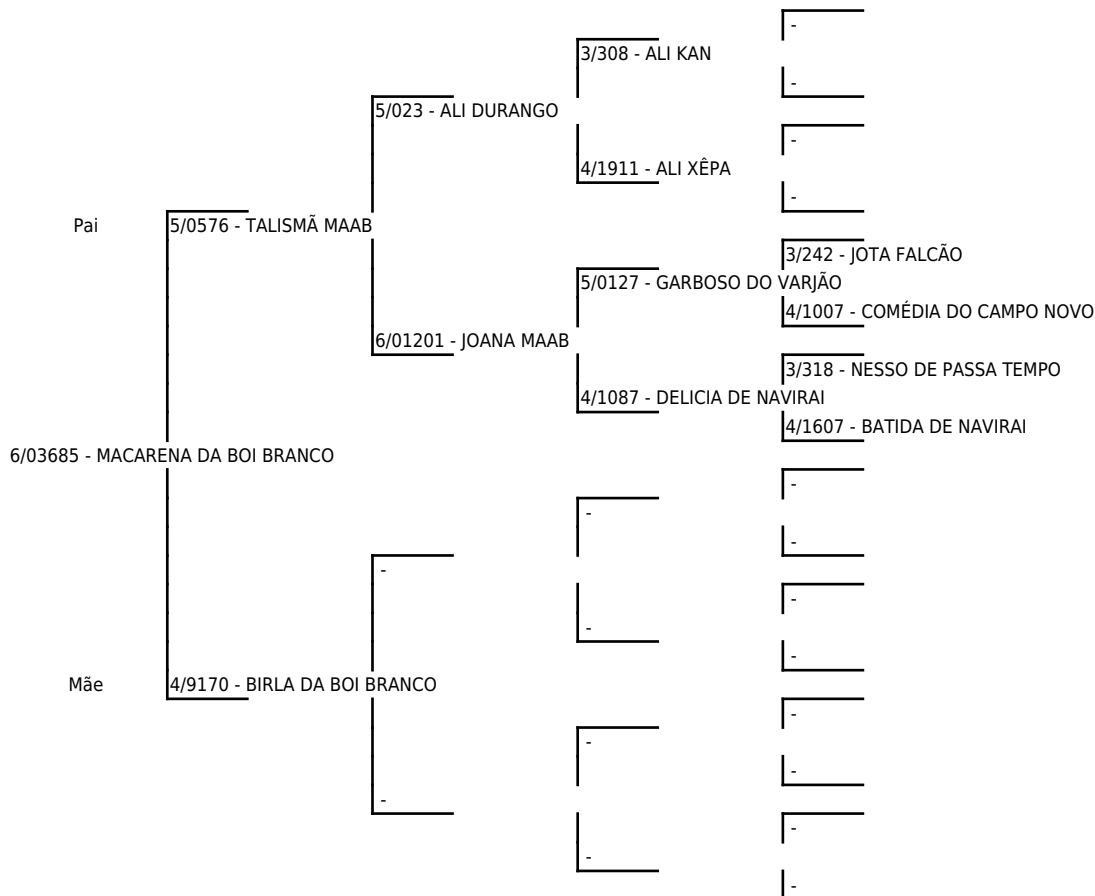 -
3/308 - ALI KAN
-
5/023 - ALI DURANGO
-
4/1911 - ALI XÊPA
-
Pai
5/0576 - TALISMÃ MAAB
3/242 - JOTA FALCÃO
5/0127 - GARBOSO DO VARJÃO
4/1007 - COMÉDIA DO CAMPO NOVO
6/01201 - JOANA MAAB
3/318 - NESSO DE PASSA TEMPO
4/1087 - DELICIA DE NAVIRAI
4/1607 - BATIDA DE NAVIRAI
6/03685 - MACARENA DA BOI BRANCO
-
-
-
-
-
-
-
Mãe
4/9170 - BIRLA DA BOI BRANCO
-
-
-
-
-
-
-